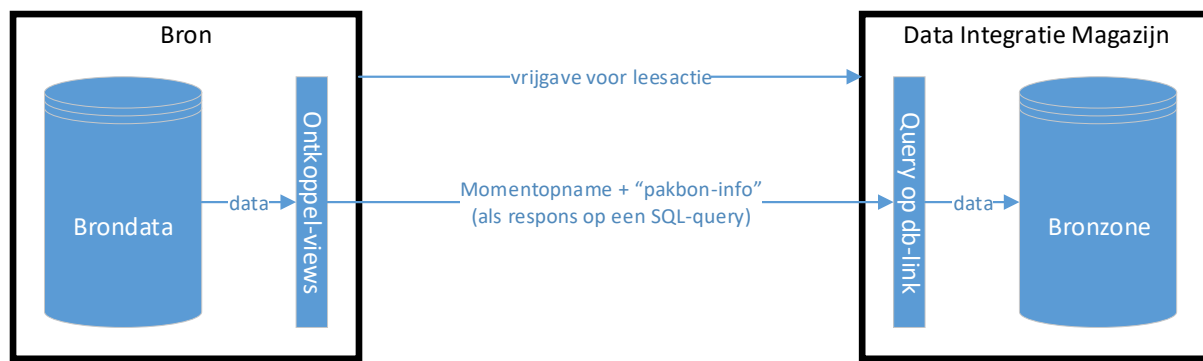 Bron
Data Integratie Magazijn
vrijgave voor leesactie
Brondata
data
Ontkoppel-views
Momentopname + “pakbon-info”
(als respons op een SQL-query)
Query op
db-link
data
Bronzone